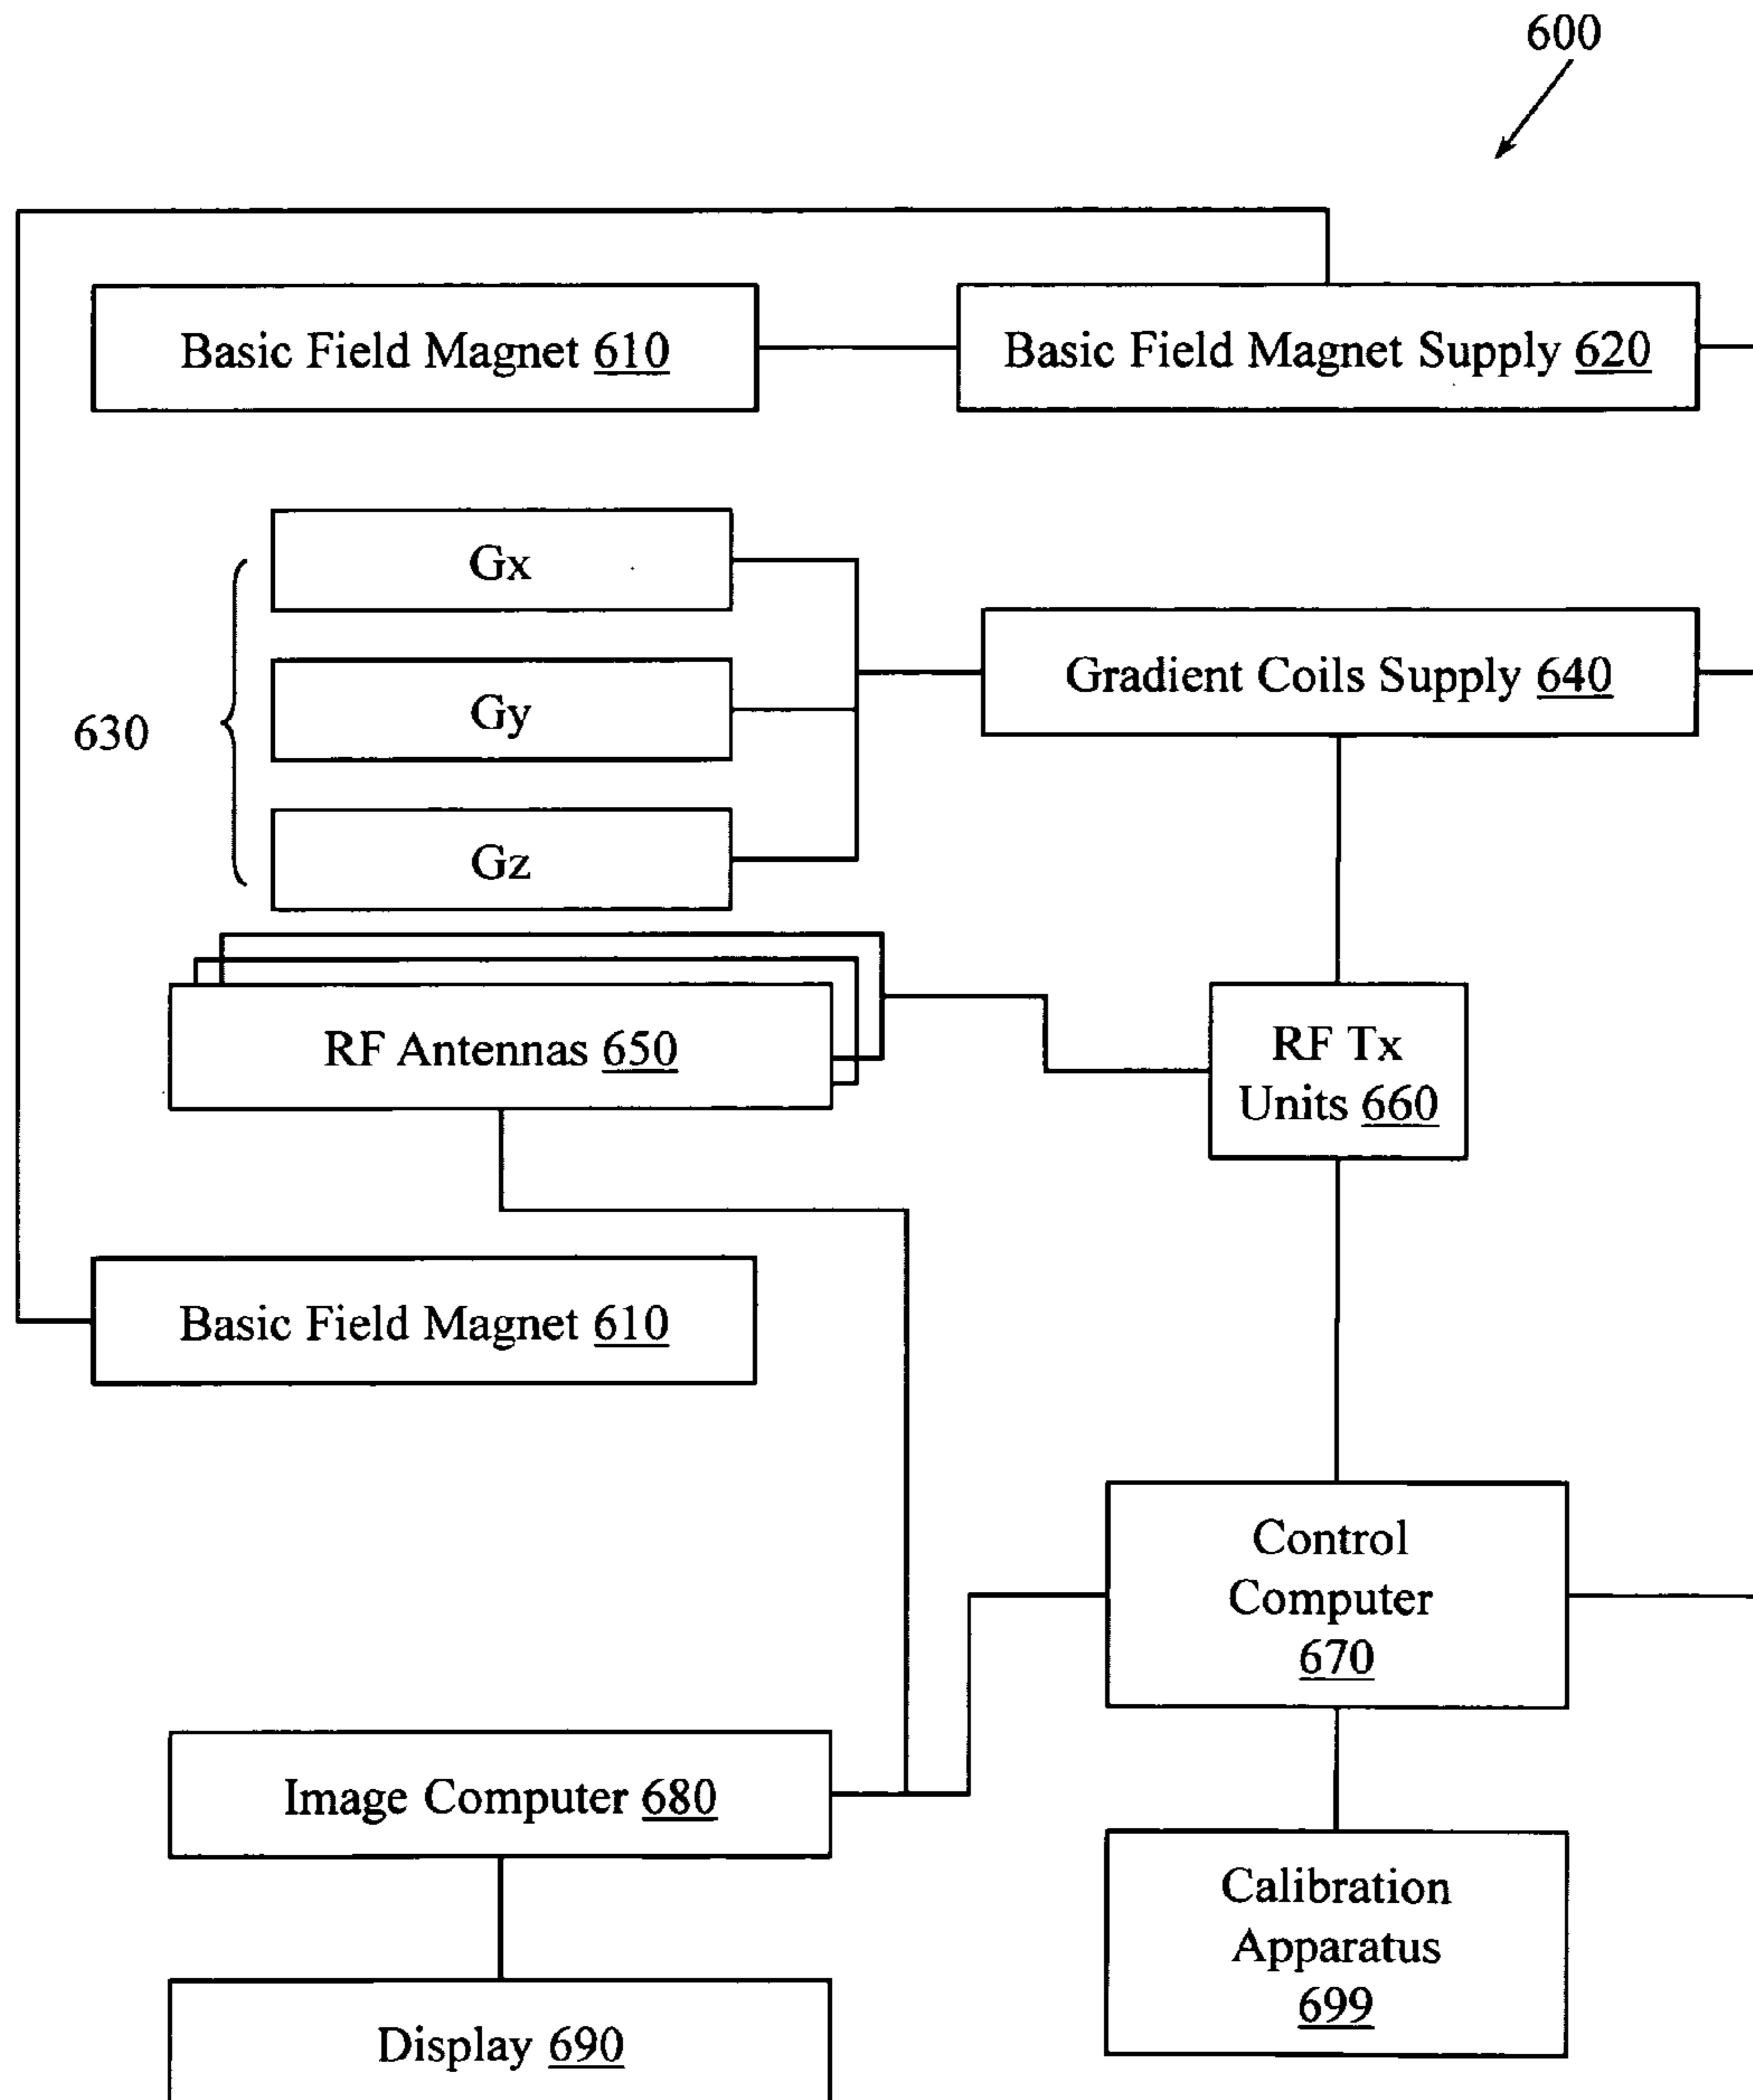 600
Basic Field Magnet 610
Basic Field Magnet Supply 620
Gx
Gradient Coils Supply 640
Gy
630
Gz
RF Antennas 650
RF Tx
Units 660
Basic Field Magnet 610
Control
Computer
670
Image Computer 680
Calibration
Apparatus
699
Display 690